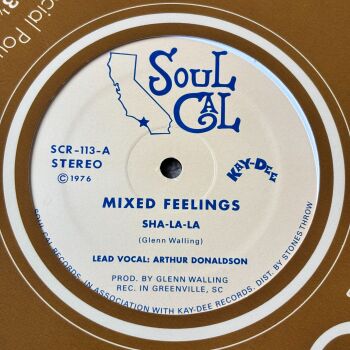 SOUL
CAL
SCR-113-A
STEREO
Ⓒ 1976
KAY-DEE
MIXED FEELINGS
SHA-LA-LA
(Glenn Walling)
LEAD VOCAL: ARTHUR DONALDSON
PROD. BY GLENN WALLING
REC. IN GREENVILLE, SC
SOUL CAL RECORDS, IN ASSOCIATION WITH KAY-DEE RECORDS, DIST. BY STONES THROW